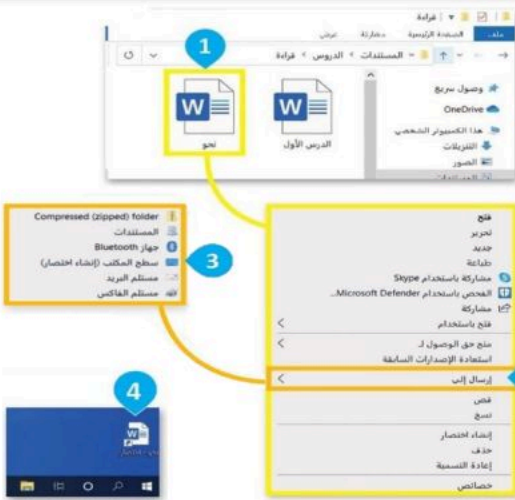 قراءة
ملف
الصفحة الرئيسية
مشاركة
عرض
المستندات > الدروس > قراءة
1
وصول سريع
OneDrive
هذا الكمبيوتر الشخصي
التنزيلات
الصور
المستندات
الدرس الأول
نحو
فتح
تحرير
جديد
طباعة
مشاركة باستخدام Skype
الفحص باستخدام Microsoft Defender...
مشاركة
فتح باستخدام
منح حق الوصول لـ
استعادة الإصدارات السابقة
إرسال إلى
قص
نسخ
إنشاء اختصار
حذف
إعادة التسمية
خصائص
3
Compressed (zipped) folder
المستندات
جهاز Bluetooth
سطح المكتب (إنشاء اختصار)
مستلم البريد
مستلم الفاكس
4